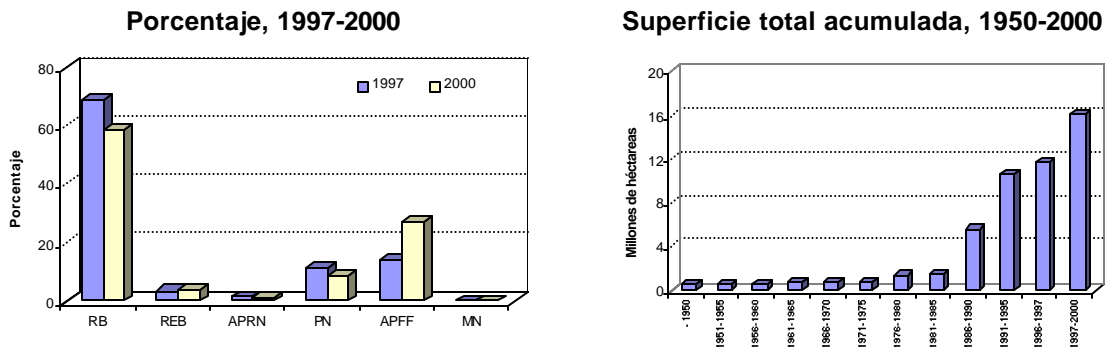 Porcentaje, 1997-2000
80
60
40
20
0
Porcentaje
1997
2000
RB
REB
APRN
PN
APFF
MN
Superficie total acumulada, 1950-2000
20
16
12
8
4
0
Millones de héctareas
- 1950
1951-1955
1956-1960
1961-1965
1966-1970
1971-1975
1976-1980
1981-1985
1986-1990
1991-1995
1996-1997
1997-2000